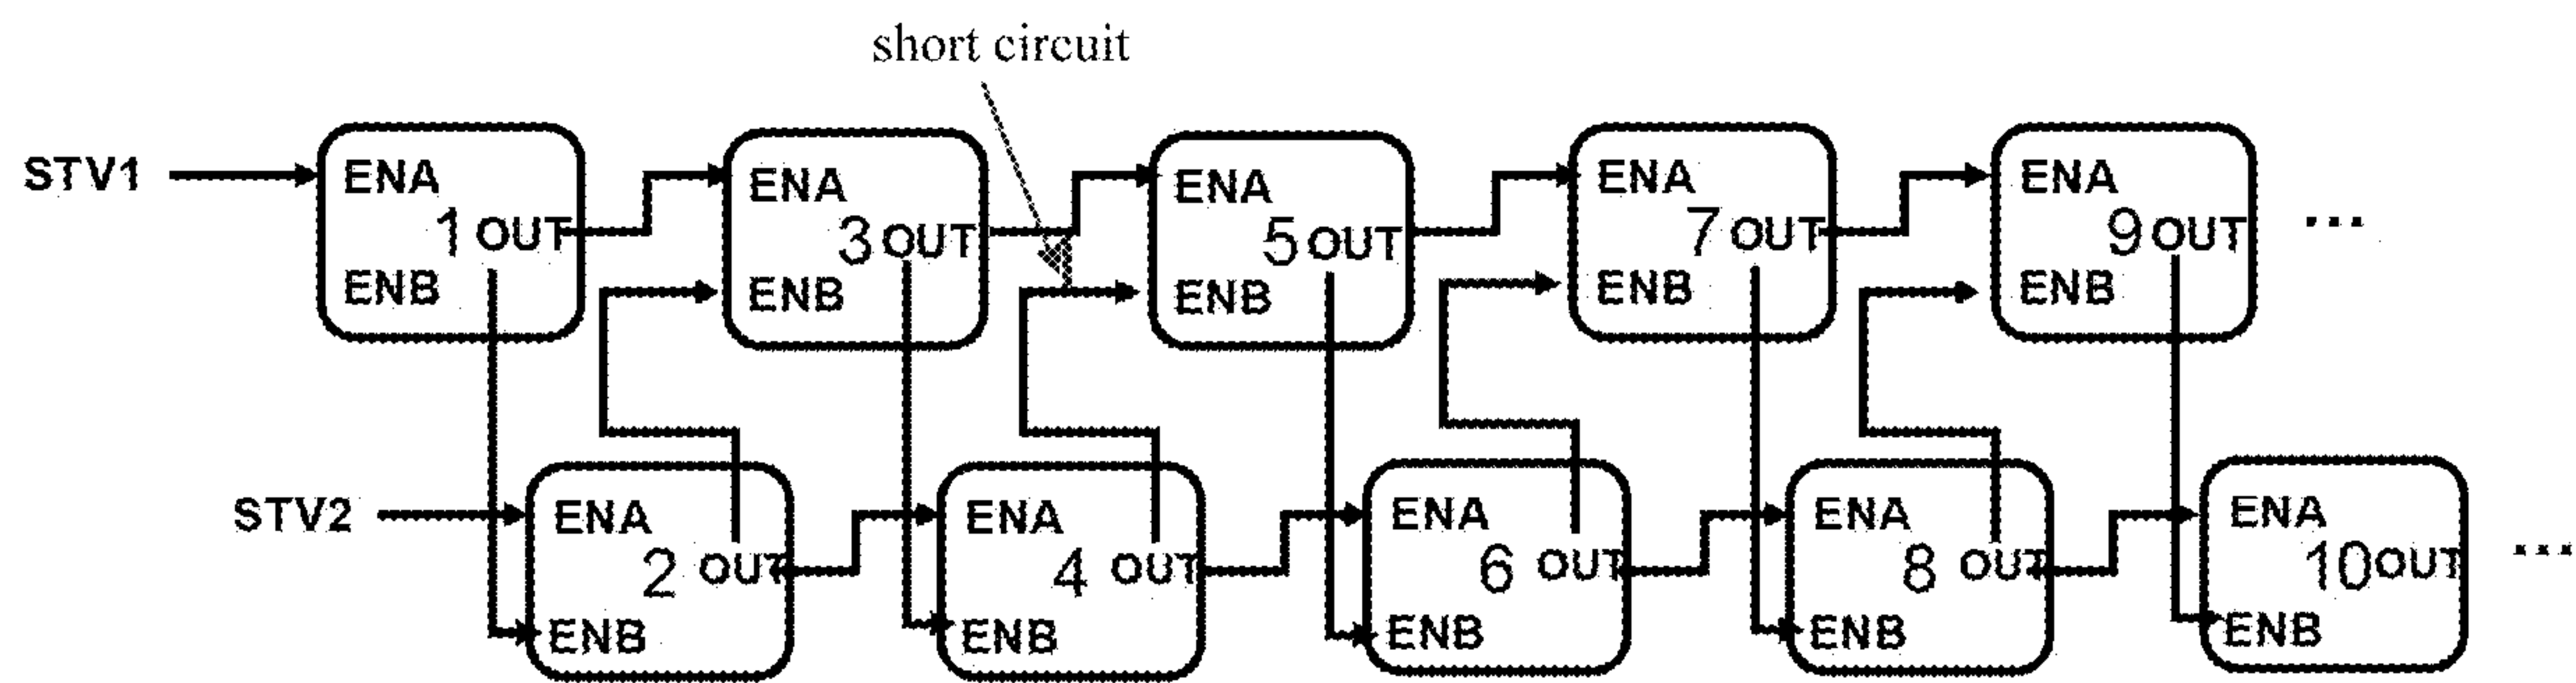 short circuit
STV1
ENA
1 OUT
ENB
ENA
3 OUT
ENB
ENA
5 OUT
ENB
ENA
7 OUT
ENB
ENA
9 OUT
ENB
...
STV2
ENA
2 OUT
ENB
ENA
4 OUT
ENB
ENA
6 OUT
ENB
ENA
8 OUT
ENB
ENA
10 OUT
ENB
...